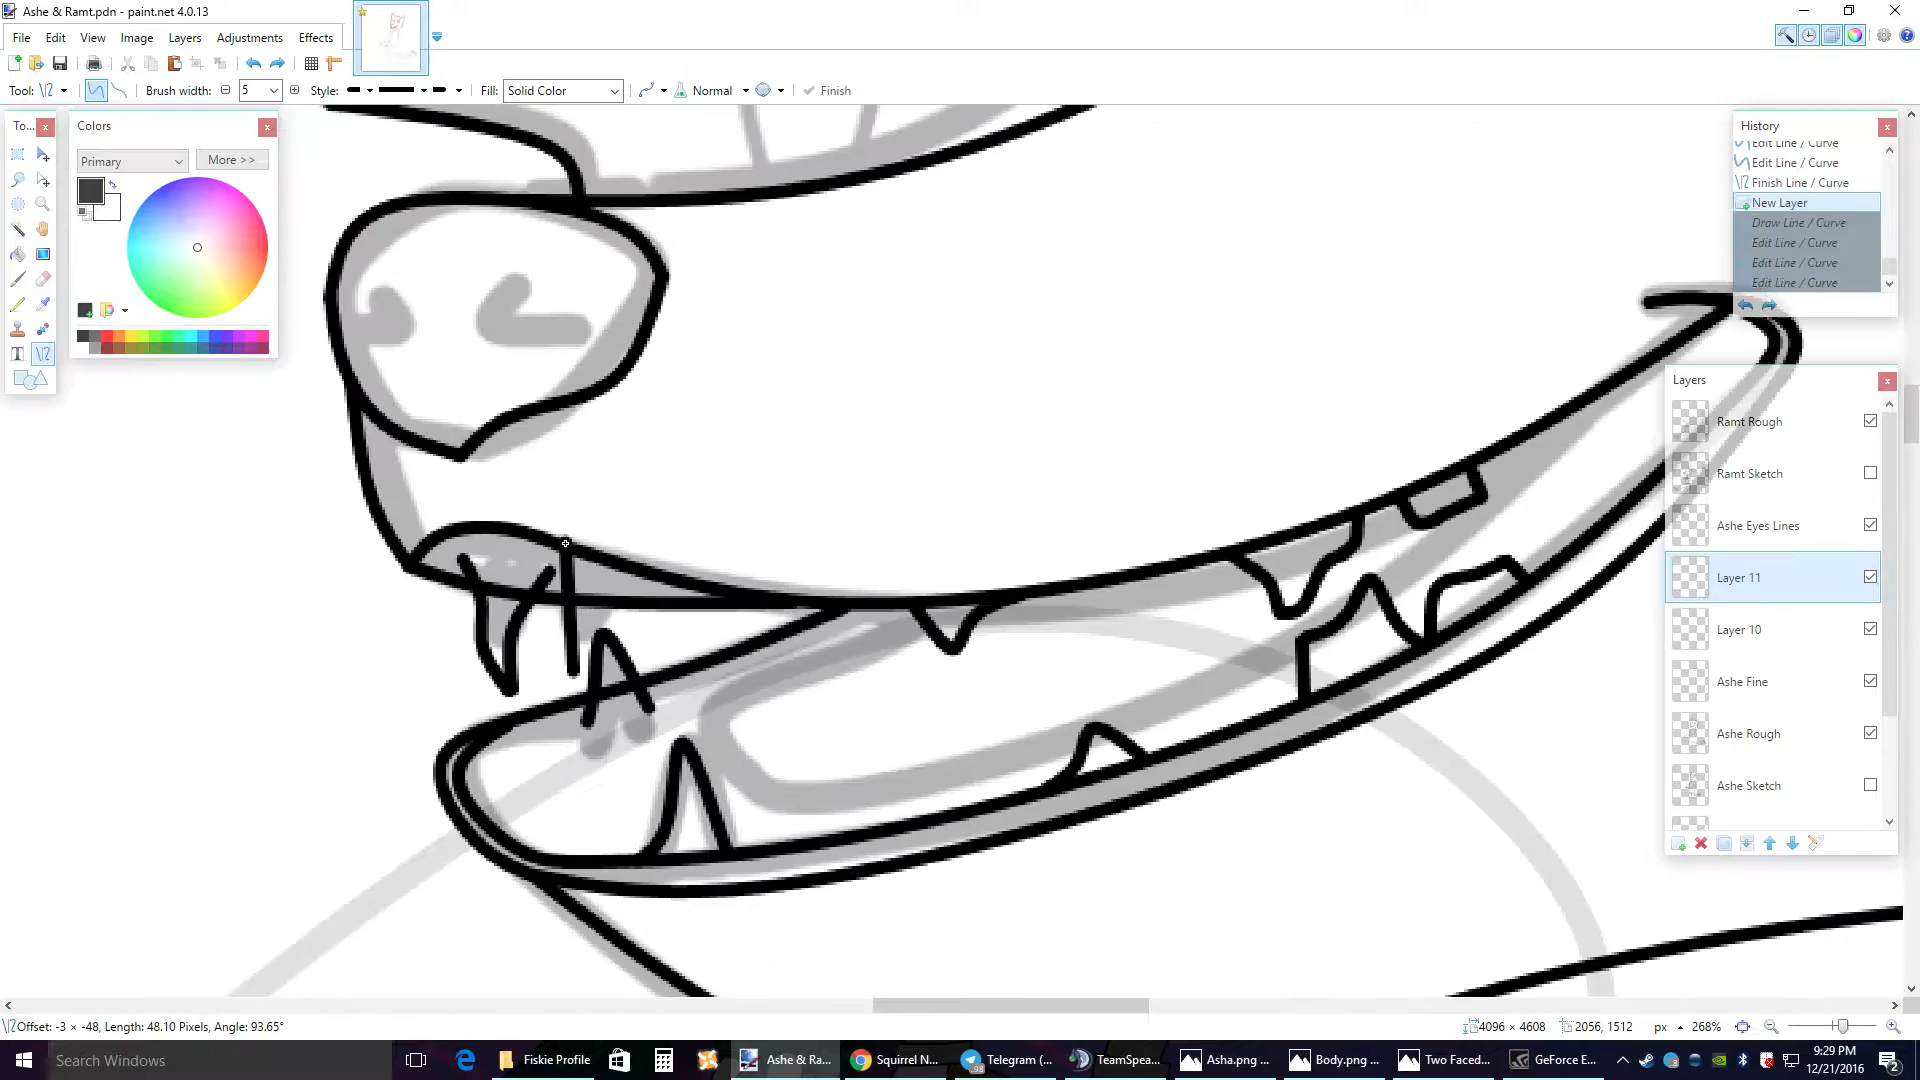 Ashe & Ramt.pdn - paint.net 4.0.13
File Edit View Image Layers Adjustments Effects
Tool: Brush width: 5 Style: Fill: Solid Color Normal Finish
To...
Colors
Primary More >>
History
Edit Line / Curve
Edit Line / Curve
Finish Line / Curve
New Layer
Draw Line / Curve
Edit Line / Curve
Edit Line / Curve
Edit Line / Curve
Layers
Ramt Rough
Ramt Sketch
Ashe Eyes Lines
Layer 11
Layer 10
Ashe Fine
Ashe Rough
Ashe Sketch
Offset: -3 × -48, Length: 48.10 Pixels, Angle: 93.65° 4096 × 4608 2056, 1512 px 268%
Search Windows Fiskie Profile Ashe & Ra... Squirrel N... Telegram (... TeamSpea... Asha.png ... Body.png ... Two Faced... GeForce E...
98
9:29 PM
12/21/2016
2